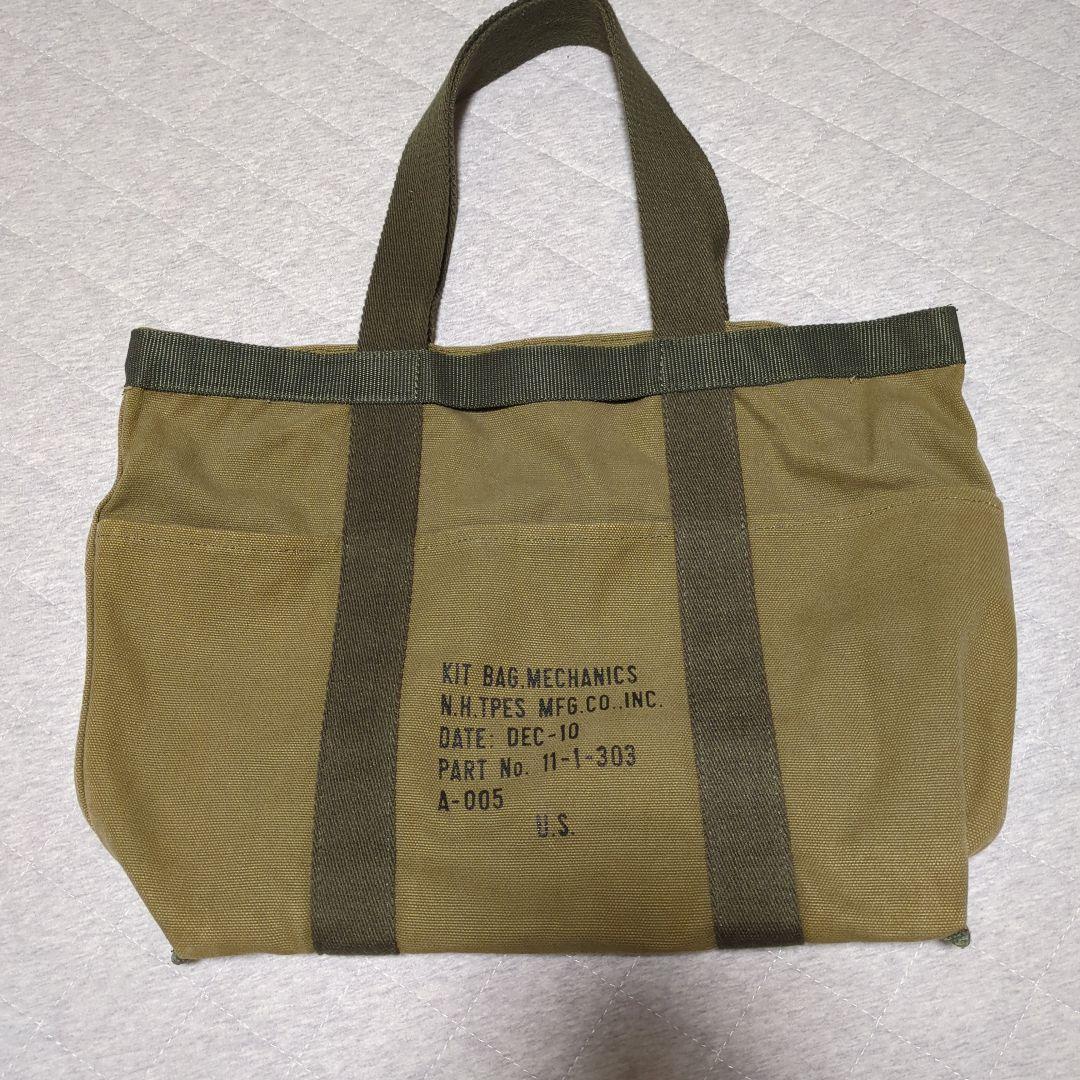 KIT BAG.MECHANICS
N.H.TPES MFG.CO.,INC.
DATE: DEC-10
PART No. 11-1-303
A-005
U.S.